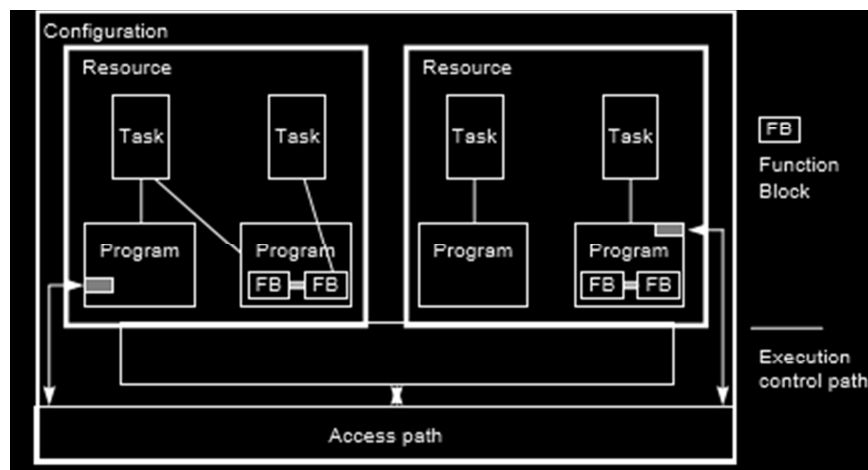 Configuration
Resource
Resource
Task
Task
Task
Task
FB
Function
Block
Program
Program
Program
Program
FB
FB
FB
FB
Execution
control path
Access path